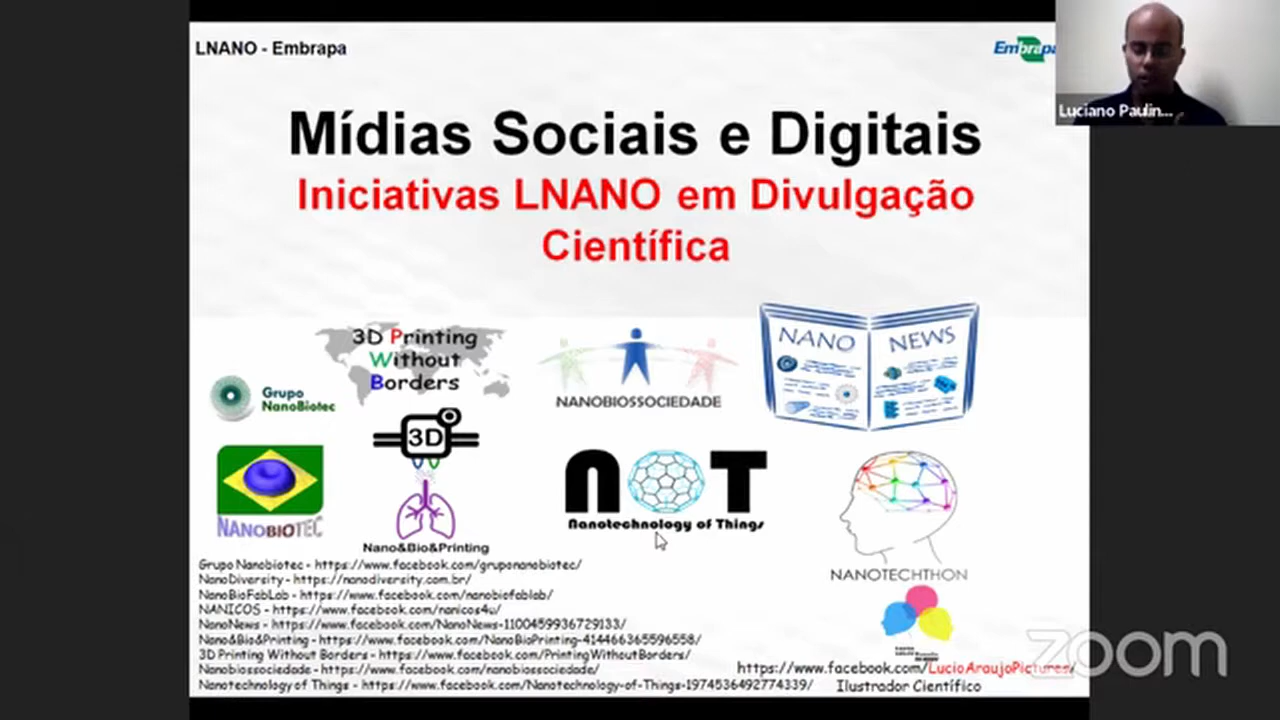 LNANO - Embrapa
Embrapa
Luciano Paulin...
Mídias Sociais e Digitais
Iniciativas LNANO em Divulgação
Científica
3D Printing
Without
Borders
Grupo
NanoBiotec
NANOBIOSSOCIEDADE
NANO NEWS
3D
NANOBIOTEC
Nano&Bio&Printing
NOT
Nanotechnology of Things
NANOTECHTHON
Grupo Nanobiotec - https://www.facebook.com/gruponanobiotec/
NanoDiversity - https://nanodiversity.com.br/
NanoBioFabLab - https://www.facebook.com/nanobiofablab/
NANICOS - https://www.facebook.com/nanicos4u/
NanoNews - https://www.facebook.com/NanoNews-1100459936729133/
Nano&Bio&Printing - https://www.facebook.com/NanoBioPrinting-414466365596558/
3D Printing Without Borders - https://www.facebook.com/PrintingWithoutBorders/
Nanobiossociedade - https://www.facebook.com/nanobiossociedade/
Nanotechnology of Things - https://www.facebook.com/Nanotechnology-of-Things-1974536492774339/
https://www.facebook.com/LucioAraujoPictures/
Ilustrador Científico
zoom